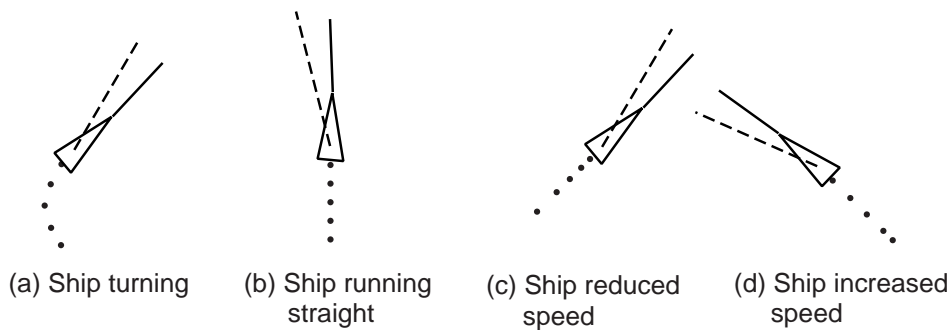 (a) Ship turning
(b) Ship running
straight
(c) Ship reduced
speed
(d) Ship increased
speed